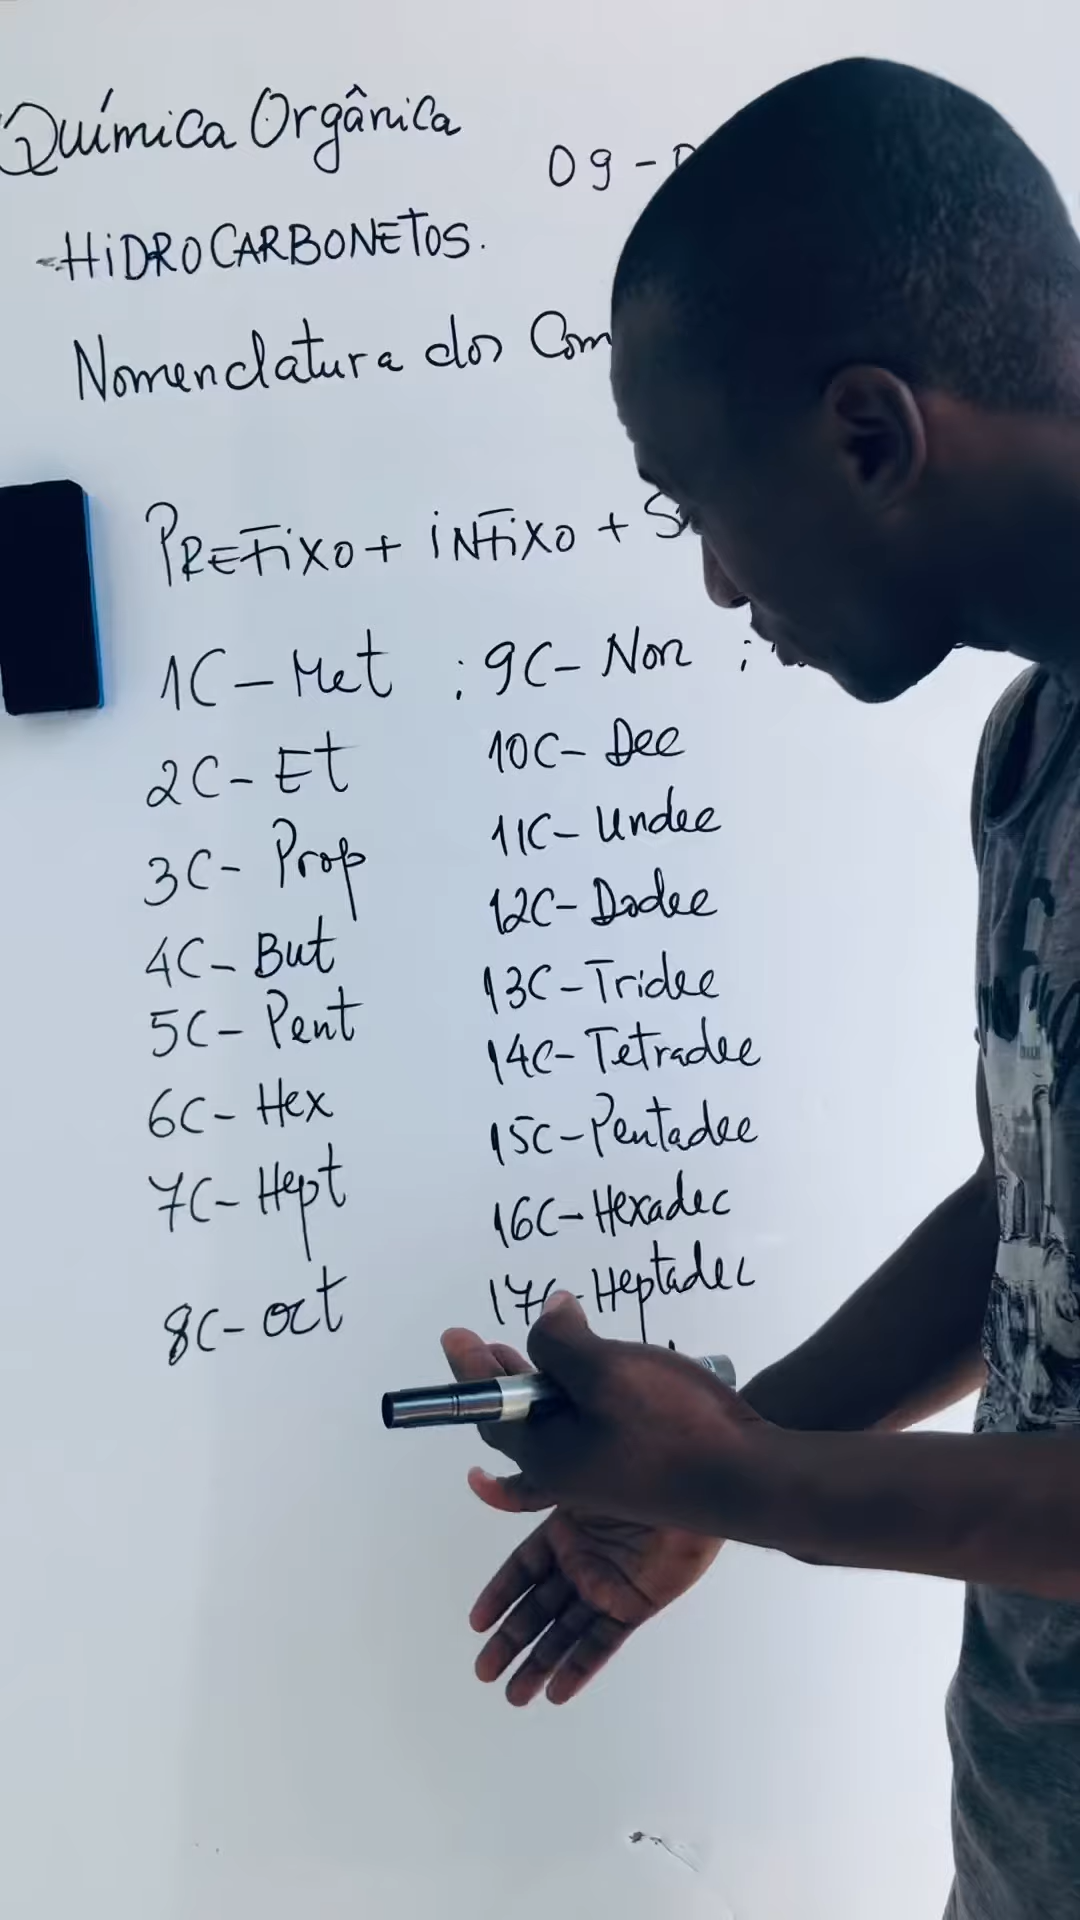 Química Orgânica
09-
-HiDROCARBONETOS.
Nomenclatura dos
PREFiXO + iNFiXO +
1C - Met ; 9C - Non ;
2C - Et
10C - Dec
3C - Prop
11C - Undec
4C - But
12C - Dodec
5C - Pent
13C - Tridec
6C - Hex
14C - Tetradec
7C - Hept
15C - Pentadec
8C - oct
16C - Hexadec
17C - Heptadec